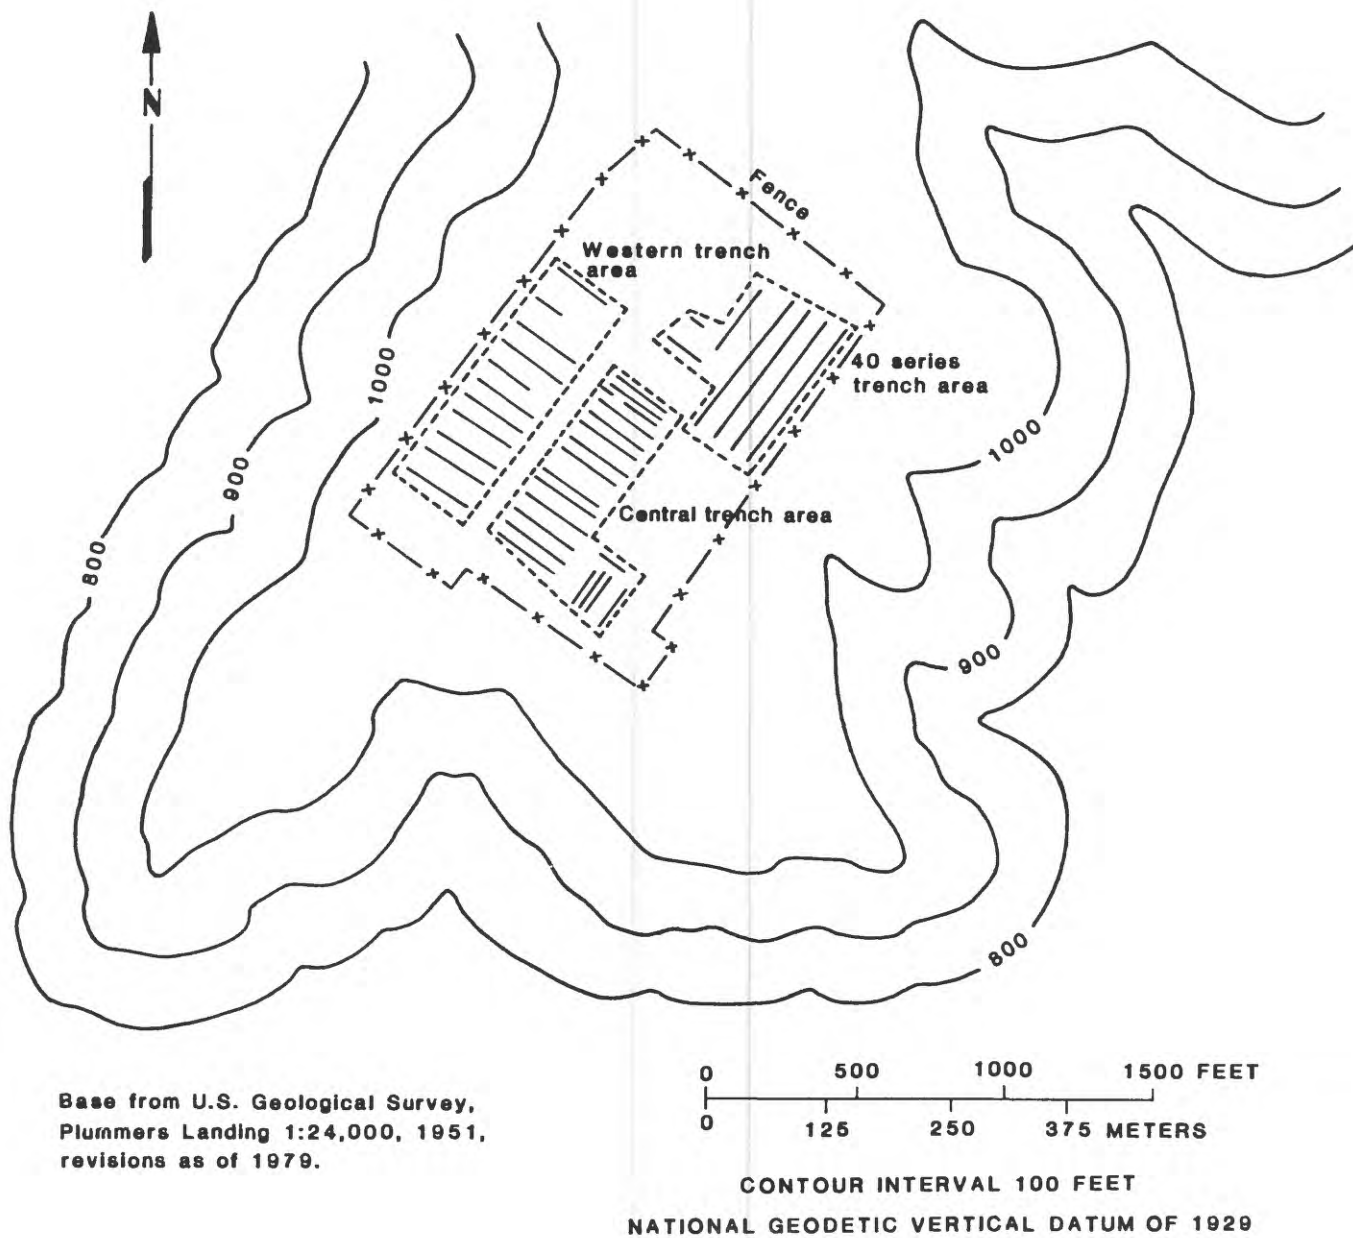 N
Fence
Western trench
area
1000
40 series
trench area
1000
900
Central trench area
800
900
800
0 500 1000 1500 FEET
0 125 250 375 METERS
Base from U.S. Geological Survey,
Plummers Landing 1:24,000, 1951,
revisions as of 1979.
CONTOUR INTERVAL 100 FEET
NATIONAL GEODETIC VERTICAL DATUM OF 1929